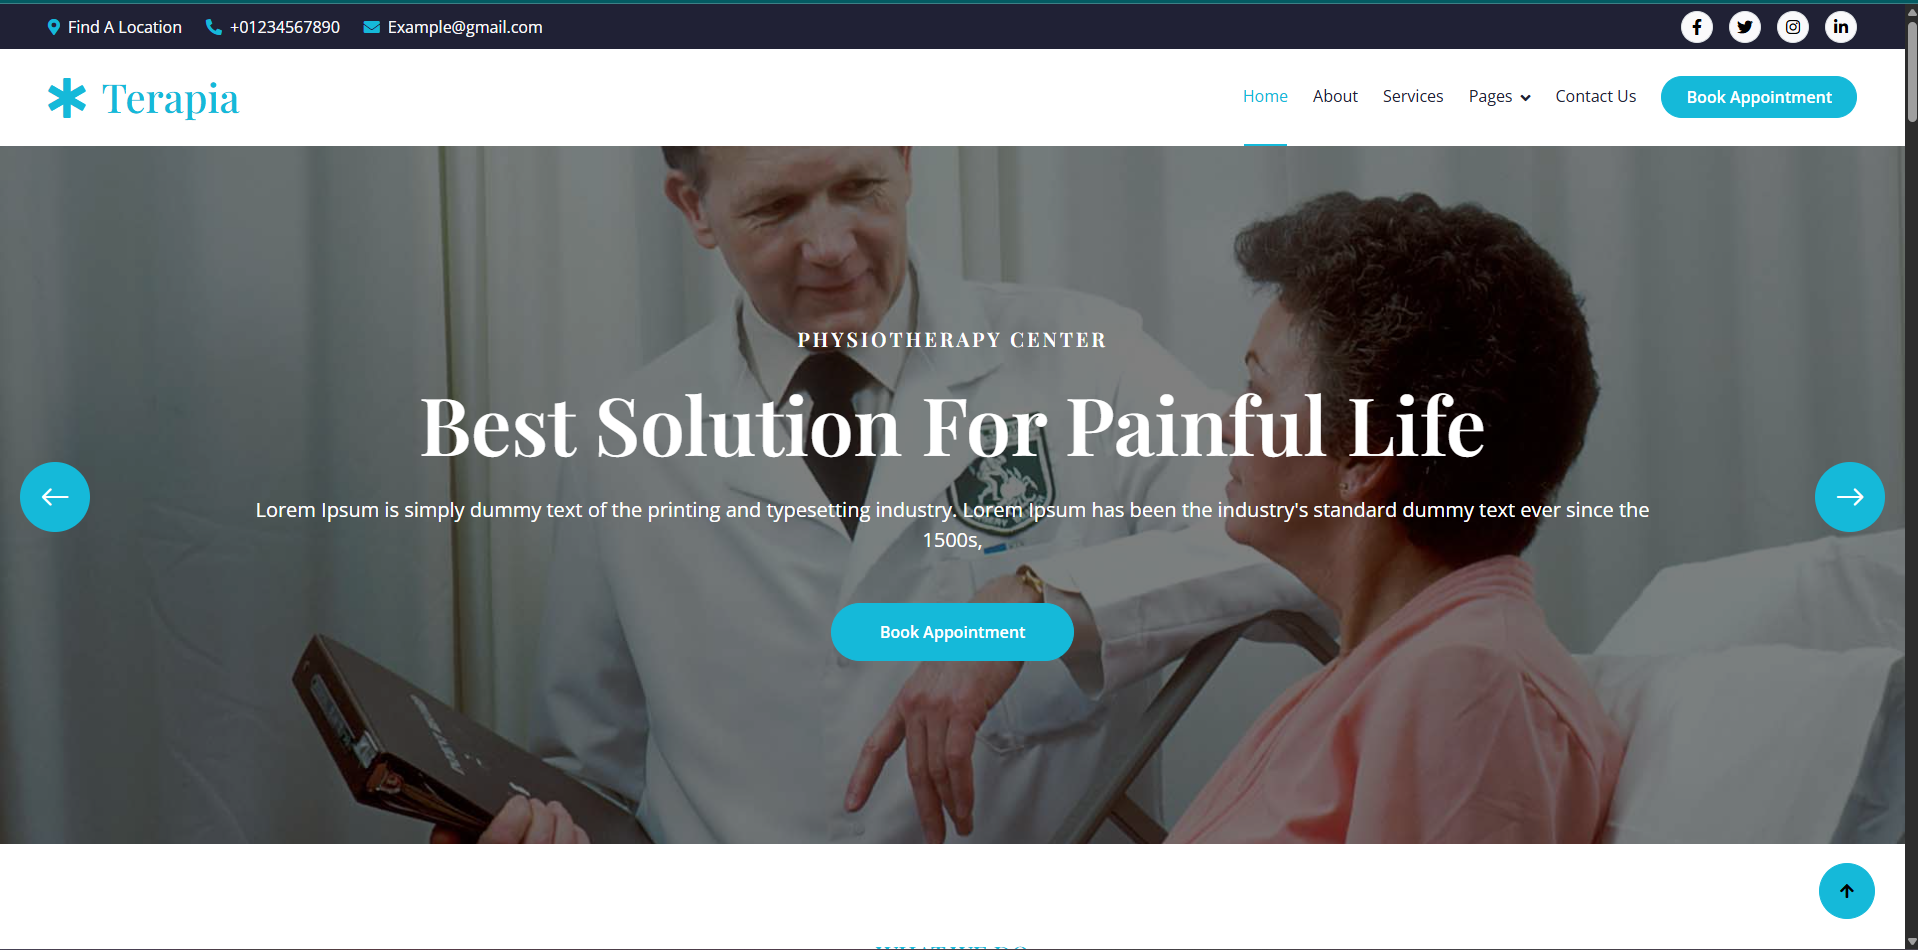 Find A Location +01234567890 Example@gmail.com
Terapia
Home About Services Pages Contact Us Book Appointment
PHYSIOTHERAPY CENTER
Best Solution For Painful Life
Lorem Ipsum is simply dummy text of the printing and typesetting industry. Lorem Ipsum has been the industry's standard dummy text ever since the
1500s,
Book Appointment